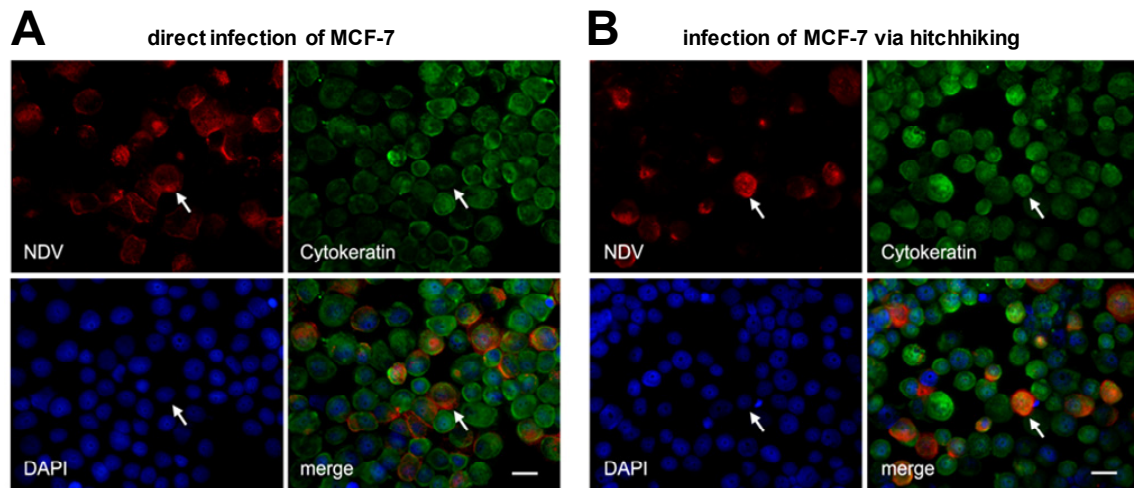 A
direct infection of MCF-7
NDV
Cytokeratin
DAPI
merge
B
infection of MCF-7 via hitchhiking
NDV
Cytokeratin
DAPI
merge